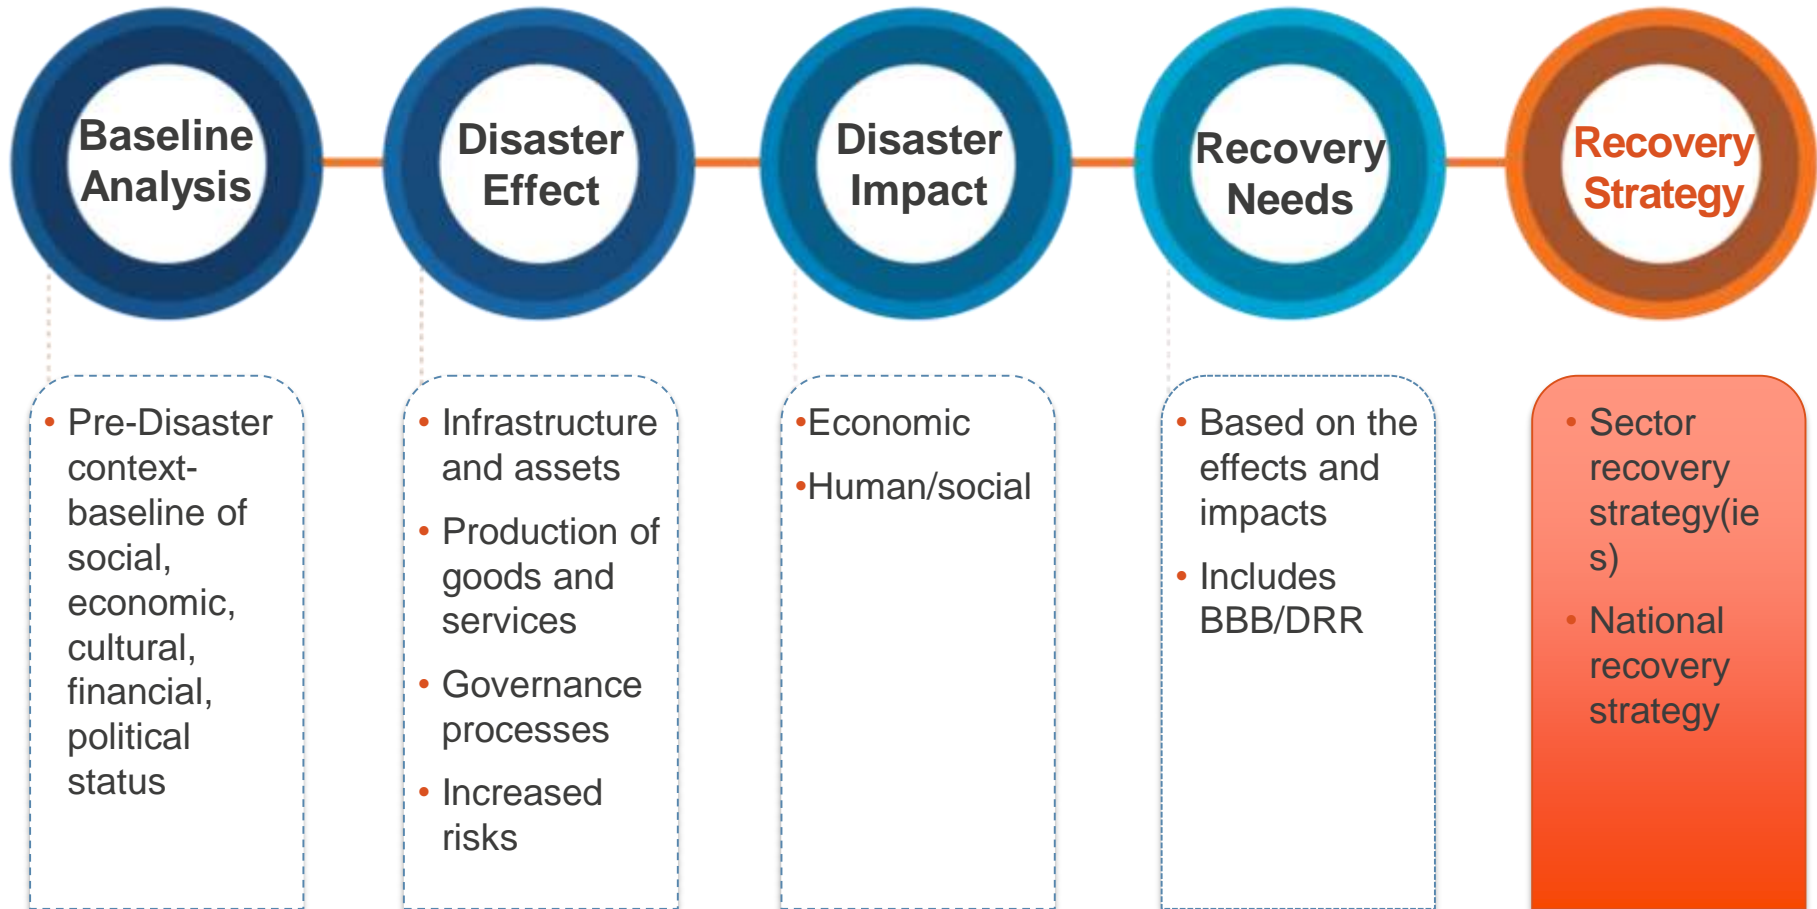 Baseline
Analysis
Disaster
Effect
Disaster
Impact
Recovery
Needs
Recovery
Strategy
• Pre-Disaster
context-
baseline of
social,
economic,
cultural,
financial,
political
status
• Infrastructure
and assets
• Production of
goods and
services
• Governance
processes
• Increased
risks
•Economic
•Human/social
• Based on the
effects and
impacts
• Includes
BBB/DRR
• Sector
recovery
strategy(ie
s)
• National
recovery
strategy